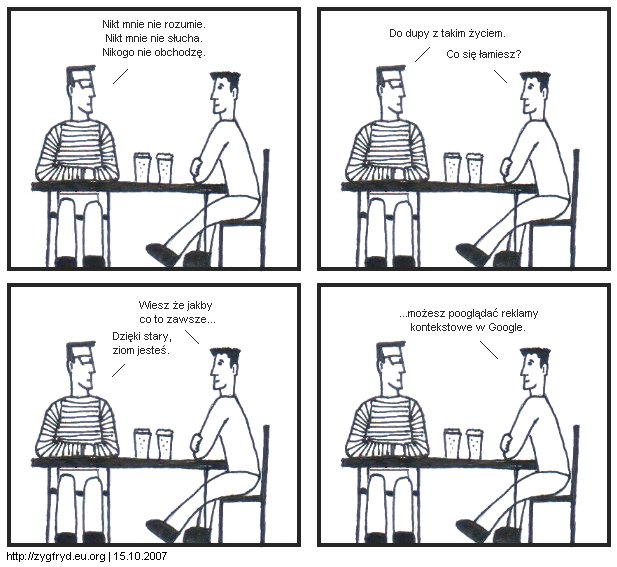 Nikt mnie nie rozumie.
Nikt mnie nie słucha.
Nikogo nie obchodzę.
Do dupy z takim życiem.
Co się łamiesz?
Wiesz że jakby
co to zawsze...
Dzięki stary,
ziom jesteś.
...możesz pooglądać reklamy
kontekstowe w Google.
http://zygfryd.eu.org | 15.10.2007